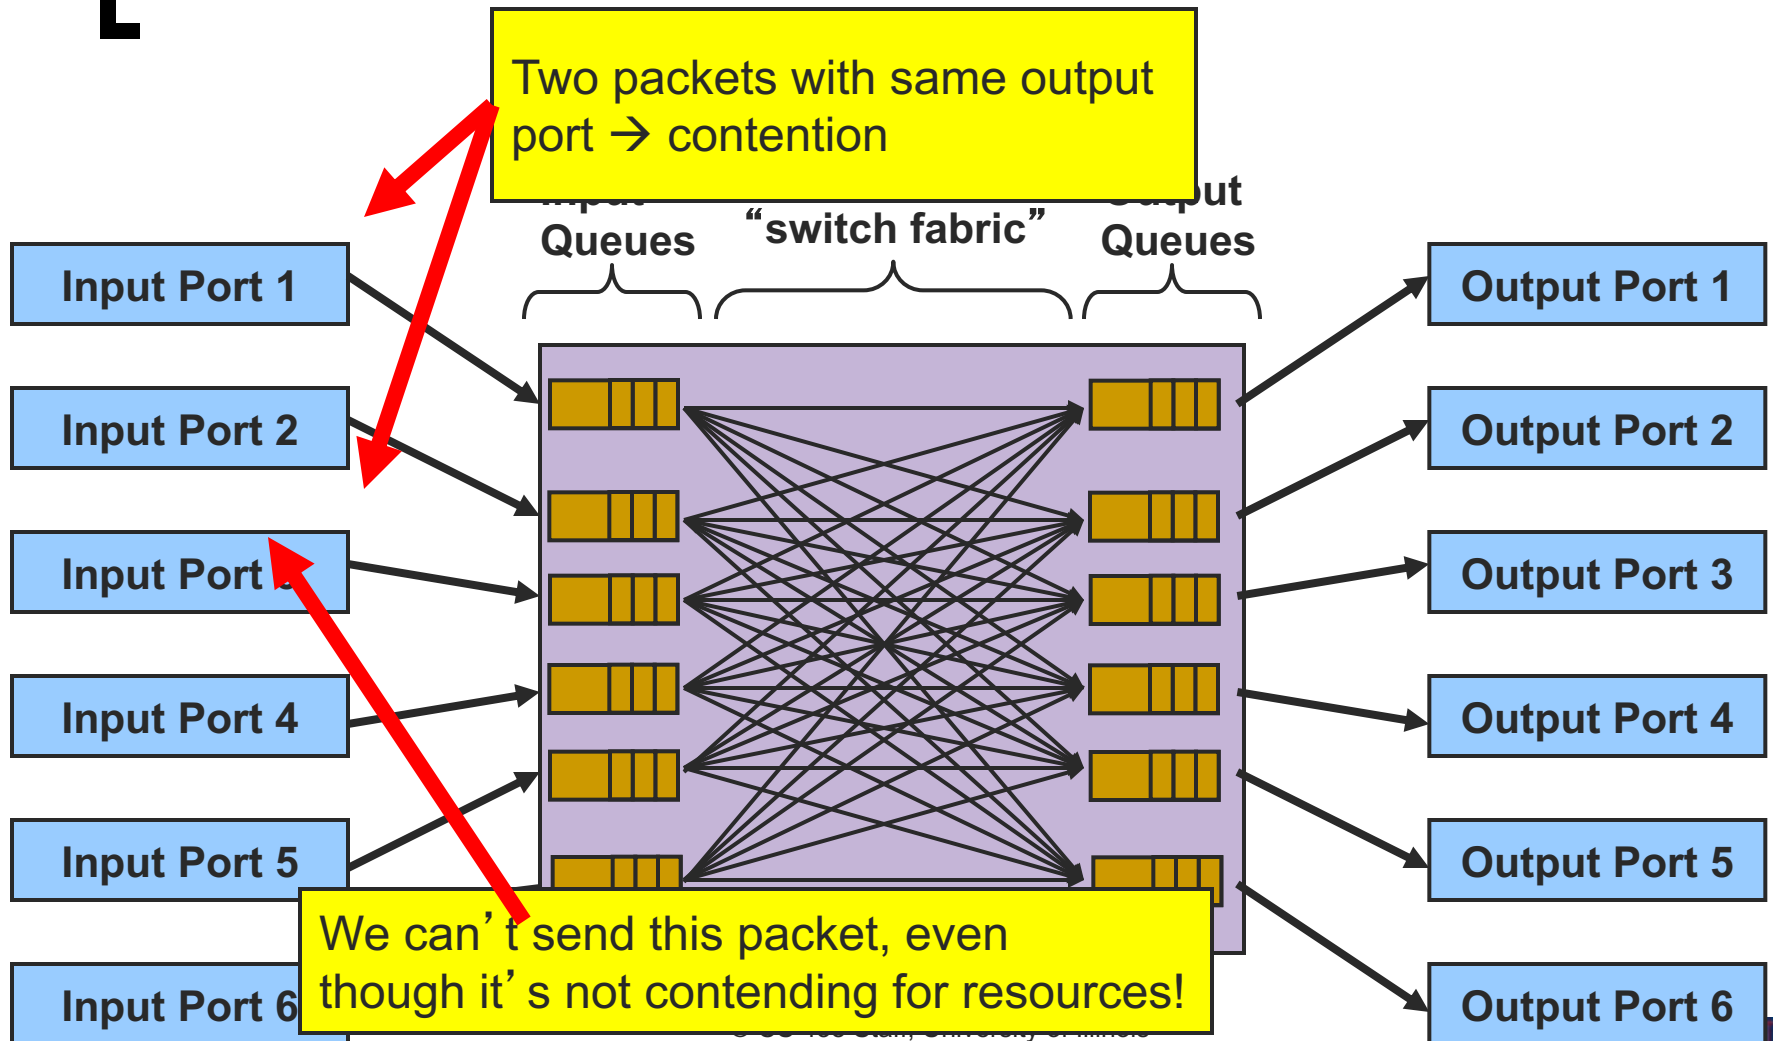 Two packets with same output
port → contention
Queues
“switch fabric”
Queues
Input Port 1
Input Port 2
Input Port
Input Port 4
Input Port 5
Input Port 6
Output Port 1
Output Port 2
Output Port 3
Output Port 4
Output Port 5
Output Port 6
We can’t send this packet, even
though it’s not contending for resources!